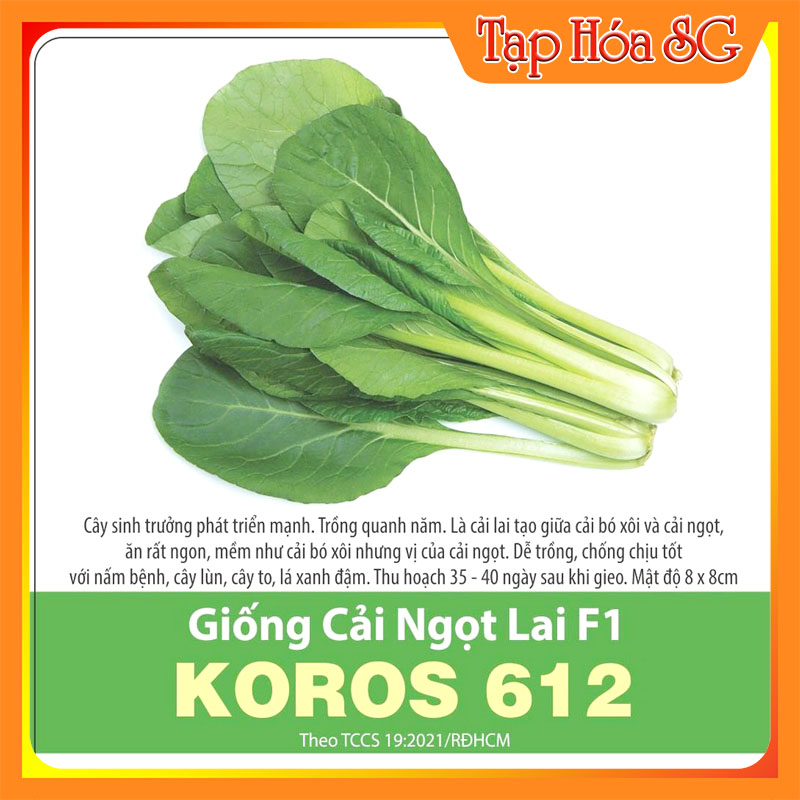 Tạp Hóa SG
Cây sinh trưởng phát triển mạnh. Trồng quanh năm. Là cải lai tạo giữa cải bó xôi và cải ngọt,
ăn rất ngon, mềm như cải bó xôi nhưng vị của cải ngọt. Dễ trồng, chống chịu tốt
với nấm bệnh, cây lùn, cây to, lá xanh đậm. Thu hoạch 35 - 40 ngày sau khi gieo. Mật độ 8 x 8cm
Giống Cải Ngọt Lai F1
KOROS 612
Theo TCCS 19:2021/RĐHCM